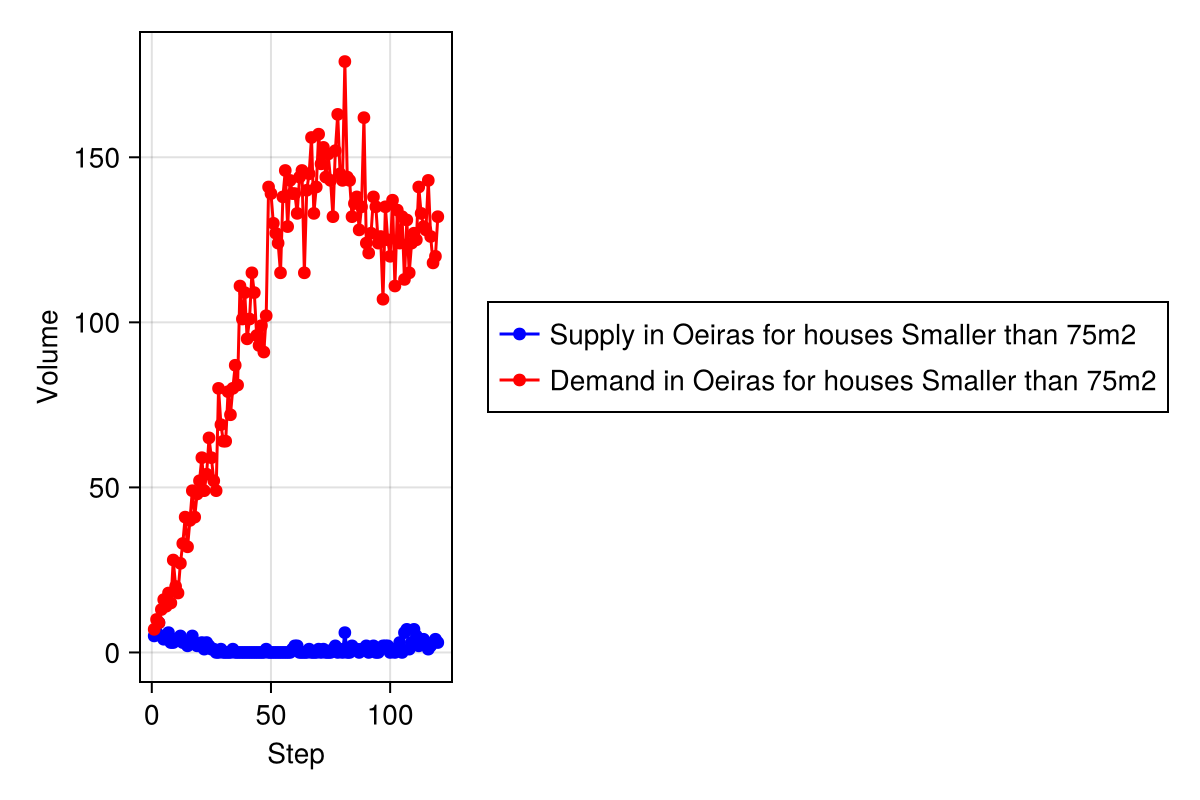 150
100
50
0
Volume
0 50 100
Step
Supply in Oeiras for houses Smaller than 75m2
Demand in Oeiras for houses Smaller than 75m2